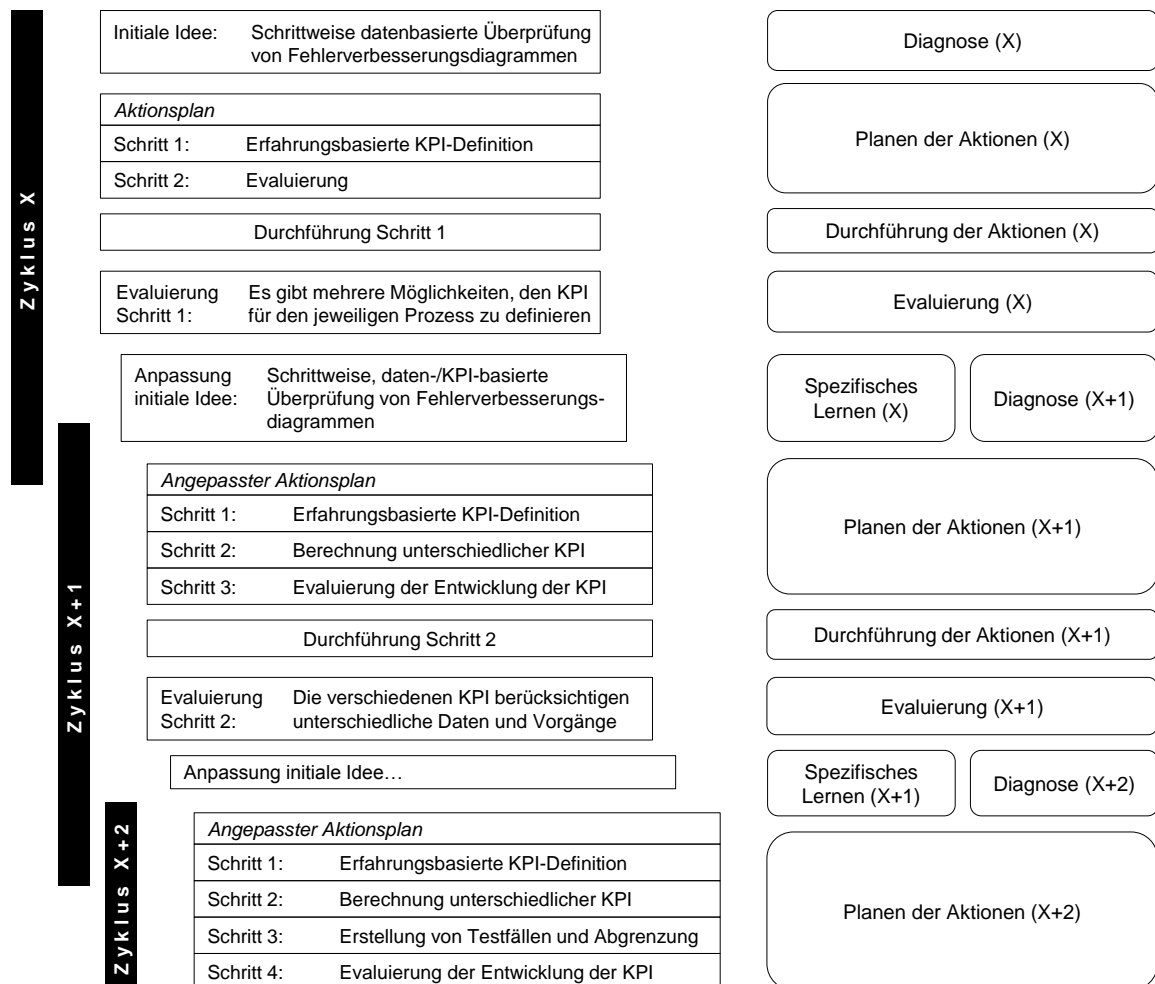 Initiale Idee: Schrittweise datenbasierte Überprüfung
von Fehlerverbesserungsdiagrammen
Diagnose (X)
Aktionsplan
Schritt 1: Erfahrungsbasierte KPI-Definition
Schritt 2: Evaluierung
Planen der Aktionen (X)
Zyklus X
Durchführung Schritt 1
Durchführung der Aktionen (X)
Evaluierung Es gibt mehrere Möglichkeiten, den KPI
Schritt 1: für den jeweiligen Prozess zu definieren
Evaluierung (X)
Anpassung Schrittweise, daten-/KPI-basierte
initiale Idee: Überprüfung von Fehlerverbesserungs-
diagrammen
Spezifisches
Lernen (X)
Diagnose (X+1)
Angepasster Aktionsplan
Schritt 1: Erfahrungsbasierte KPI-Definition
Schritt 2: Berechnung unterschiedlicher KPI
Schritt 3: Evaluierung der Entwicklung der KPI
Planen der Aktionen (X+1)
Zyklus X+1
Durchführung Schritt 2
Durchführung der Aktionen (X+1)
Evaluierung Die verschiedenen KPI berücksichtigen
Schritt 2: unterschiedliche Daten und Vorgänge
Evaluierung (X+1)
Anpassung initiale Idee…
Spezifisches
Lernen (X+1)
Diagnose (X+2)
Zyklus X+2
Angepasster Aktionsplan
Schritt 1: Erfahrungsbasierte KPI-Definition
Schritt 2: Berechnung unterschiedlicher KPI
Schritt 3: Erstellung von Testfällen und Abgrenzung
Schritt 4: Evaluierung der Entwicklung der KPI
Planen der Aktionen (X+2)